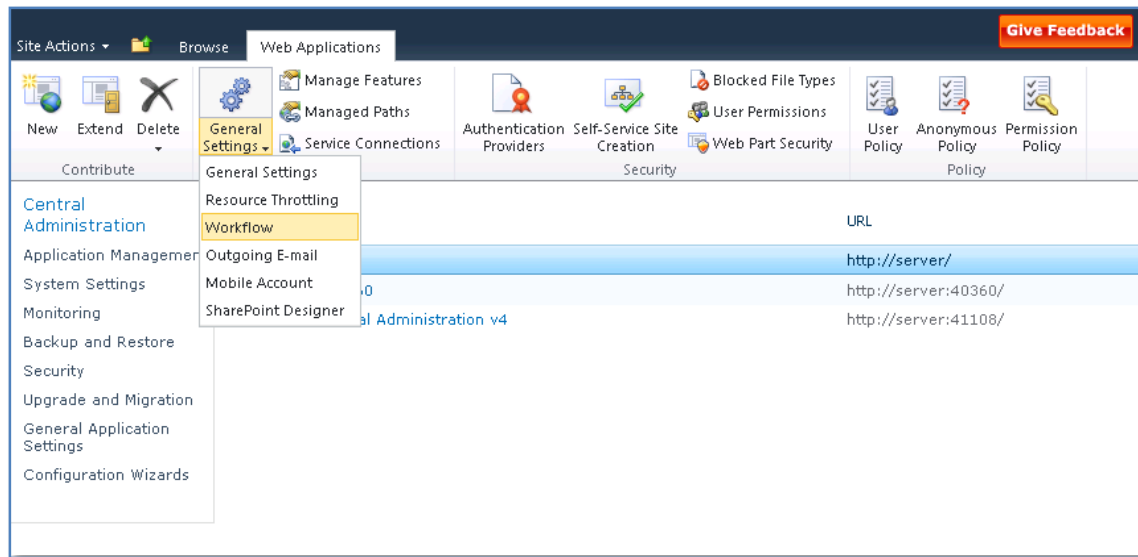 Give Feedback
Site Actions Browse Web Applications
New Extend Delete
General Settings
Manage Features
Managed Paths
Service Connections
Authentication Providers
Self-Service Site Creation
Blocked File Types
User Permissions
Web Part Security
User Policy
Anonymous Policy
Permission Policy
Contribute Security Policy
General Settings
Resource Throttling
Workflow
Outgoing E-mail
Mobile Account
SharePoint Designer
Central
Administration
System Settings
Monitoring
Backup and Restore
Security
Upgrade and Migration
General Application
Settings
Configuration Wizards
URL
http://server/
http://server:40360/
Administration v4 http://server:41108/